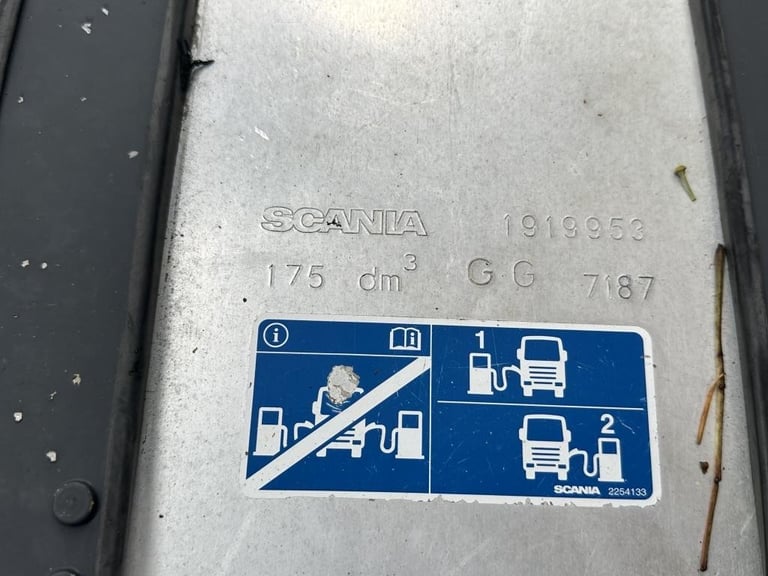 SCANIA 1919953
175 dm³ G·G 7187
i i
1
2
SCANIA 2254133